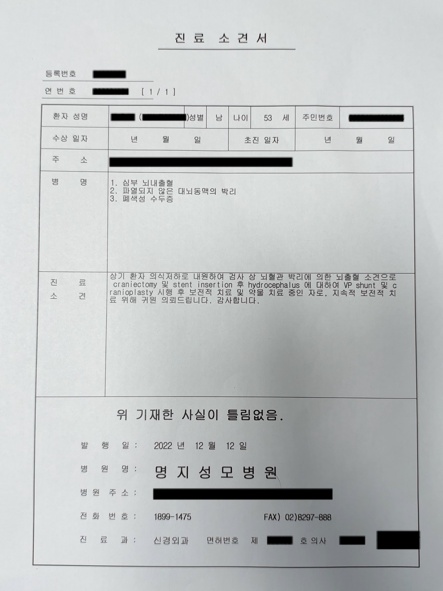 진 료 소 견 서
등록번호
연 번 호 [ 1 / 1 ]
환자 성명 ( ) 성별 남 나이 53 세 주민번호
수상 일자 년 월 일 초진 일자 년 월 일
주 소
병 명
1. 심부 뇌내출혈
2. 파열되지 않은 대뇌동맥의 박리
3. 폐색성 수두증
진 료
소 견
상기 환자 의식저하로 내원하여 검사 상 뇌혈관 박리에 의한 뇌출혈 소견으로
craniectomy 및 stent insertion 후 hydrocephalus 에 대하여 VP shunt 및 c
ranioplasty 시행 후 보전적 치료 및 약물 치료 중인 자로, 지속적 보전적 치
료 위해 귀원 의뢰드립니다. 감사합니다.
위 기재한 사실이 틀림없음.
발 행 일 : 2022 년 12 월 12 일
병 원 명 : 명 지 성 모 병 원
병원 주소 :
전화 번호 : 1899-1475 FAX) 02)8297-888
진 료 과 : 신경외과 면허번호 제 호 의사